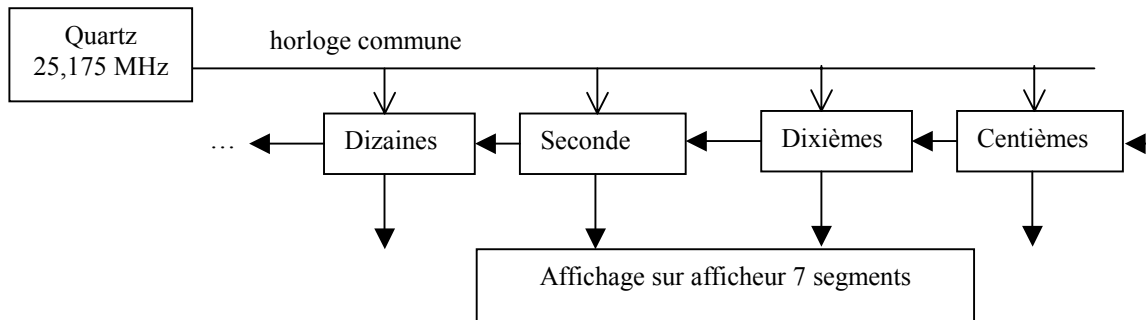 Quartz
25,175 MHz
horloge commune
…
Dizaines
Seconde
Dixièmes
Centièmes
Affichage sur afficheur 7 segments